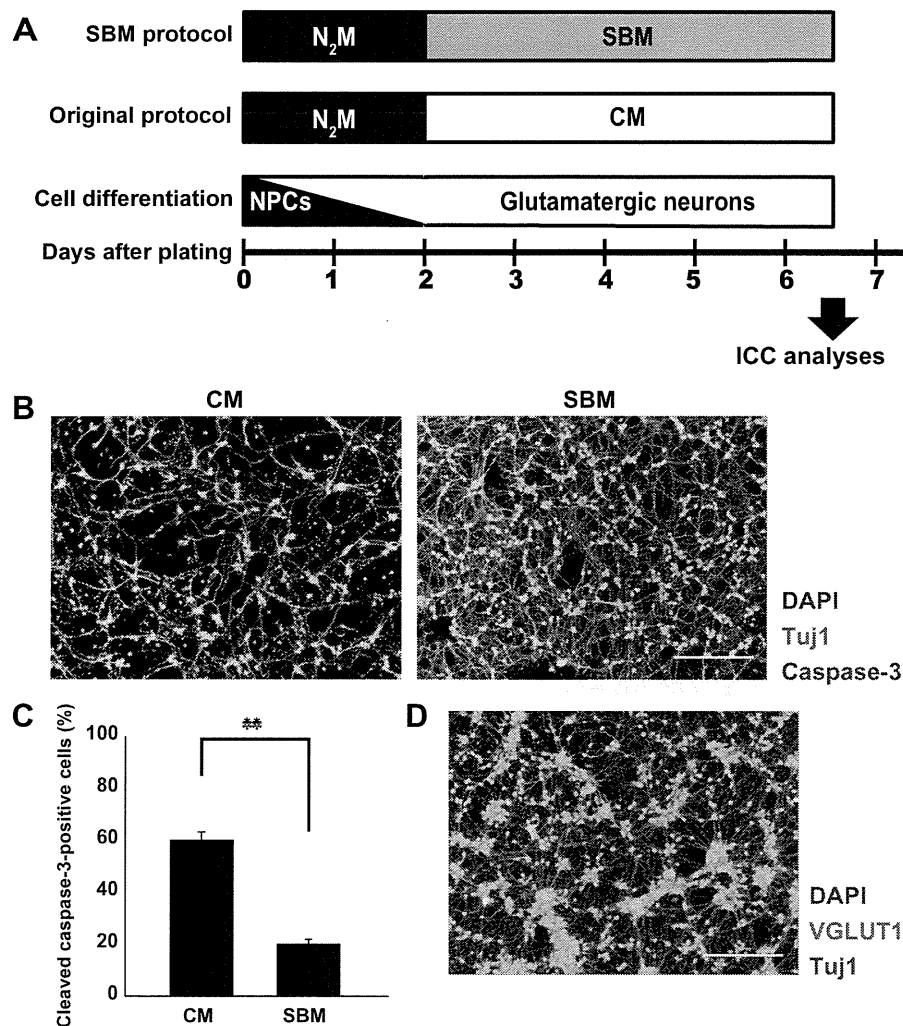 A
SBM protocol
N₂M
SBM
Original protocol
N₂M
CM
Cell differentiation
NPCs
Glutamatergic neurons
Days after plating
0 1 2 3 4 5 6 7
ICC analyses
B
CM
SBM
DAPI
Tuj1
Caspase-3
C
Cleaved caspase-3-positive cells (%)
100
80
60
40
20
0
**
CM
SBM
D
DAPI
VGLUT1
Tuj1